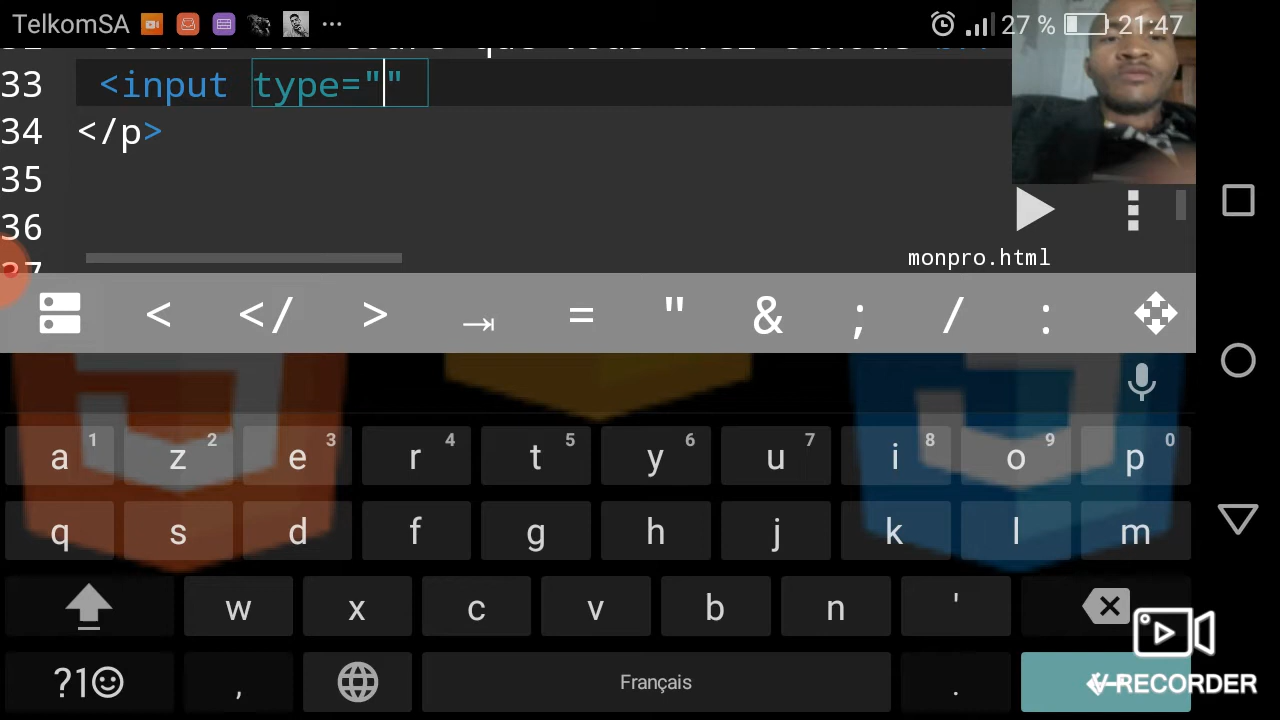 TelkomSA ... 27 % 21:47
33 <input type=""
34 </p>
35
36
37
monpro.html
< </ > ⇥ = " & ; / :
a 1 z 2 e 3 r 4 t 5 y 6 u 7 i 8 o 9 p 0
q s d f g h j k l m
w x c v b n '
?1☺ , Français .
V-RECORDER